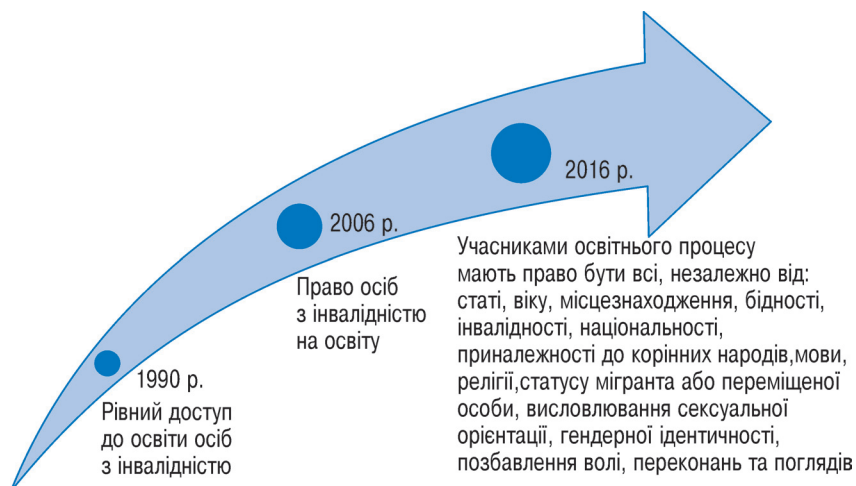 1990 р.
Рівний доступ
до освіти осіб
з інвалідністю
2006 р.
Право осіб
з інвалідністю
на освіту
2016 р.
Учасниками освітнього процесу
мають право бути всі, незалежно від:
статі, віку, місцезнаходження, бідності,
інвалідності, національності,
приналежності до корінних народів,мови,
релігії,статусу мігранта або переміщеної
особи, висловлювання сексуальної
орієнтації, гендерної ідентичності,
позбавлення волі, переконань та поглядів